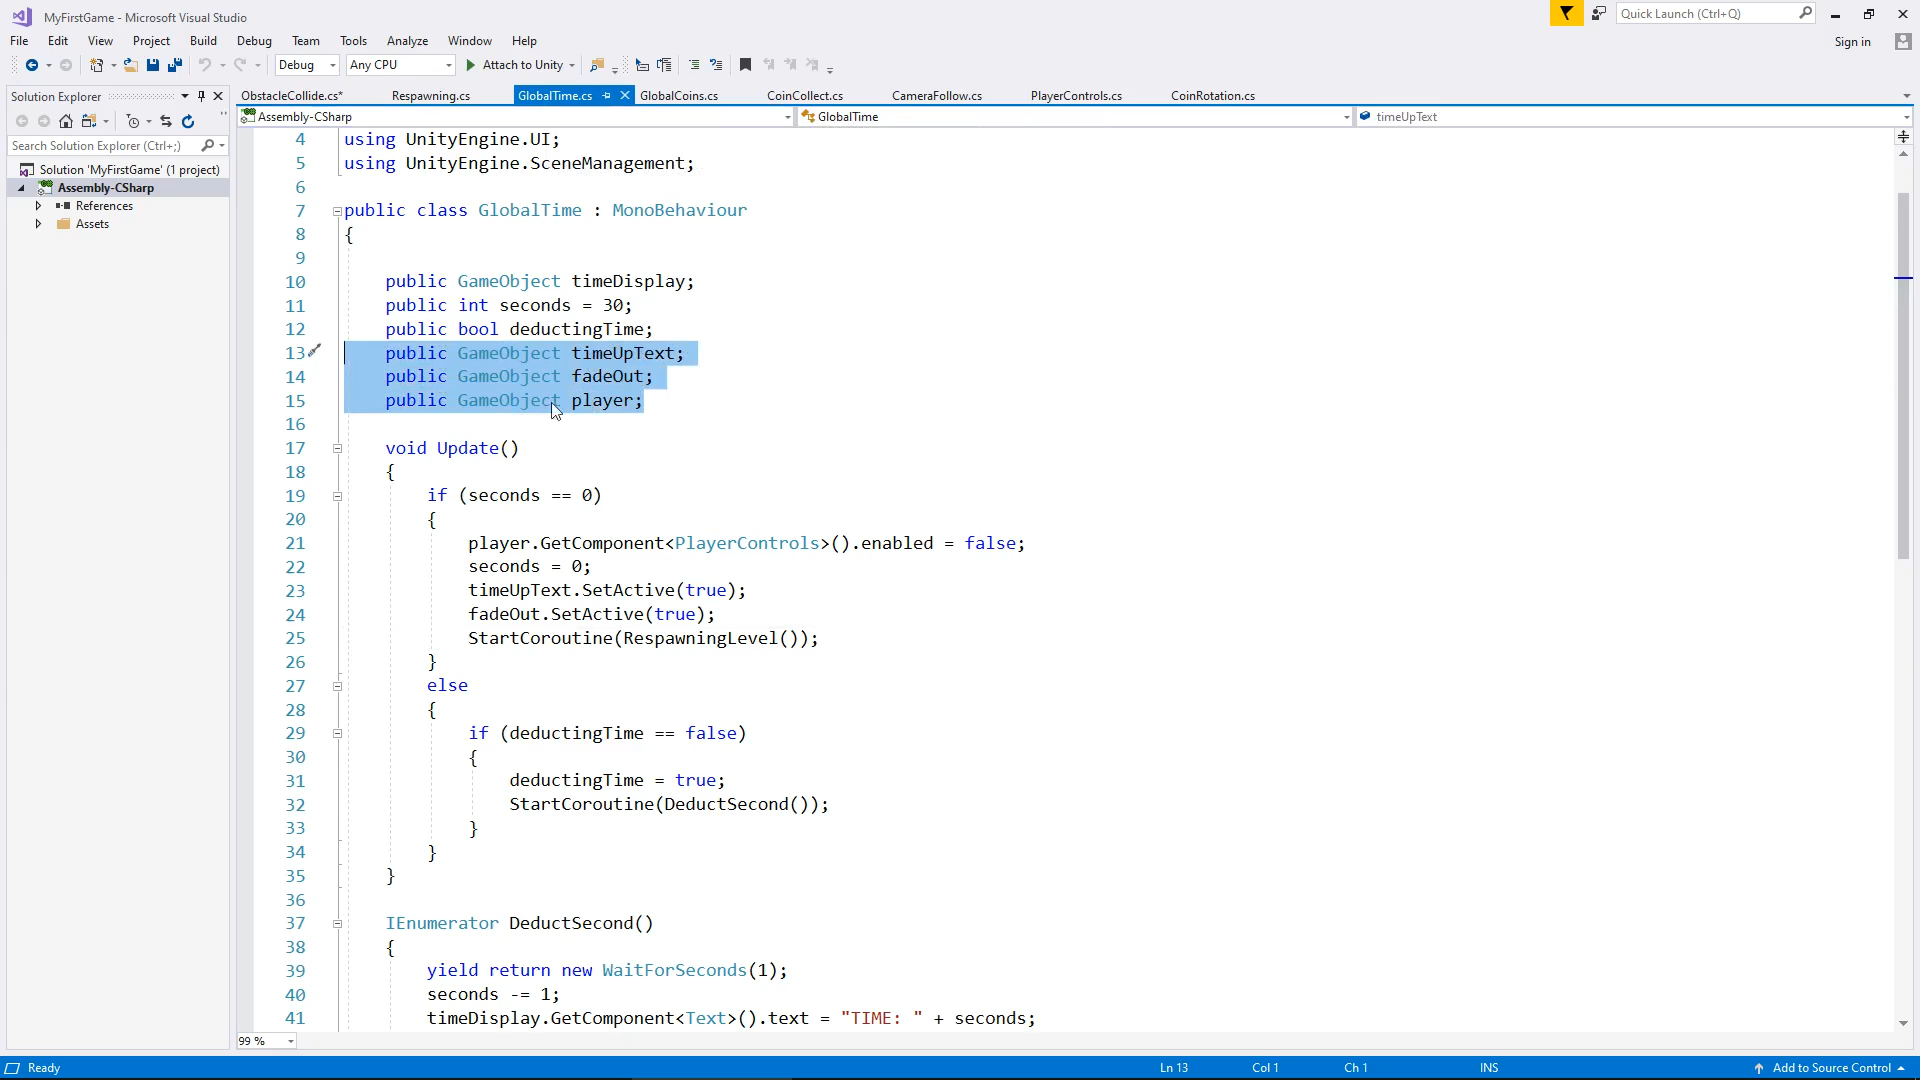 MyFirstGame - Microsoft Visual Studio
Quick Launch (Ctrl+Q)
File Edit View Project Build Debug Team Tools Analyze Window Help
Sign in
Debug Any CPU Attach to Unity
Solution Explorer
ObstacleCollide.cs* Respawning.cs GlobalTime.cs GlobalCoins.cs CoinCollect.cs CameraFollow.cs PlayerControls.cs CoinRotation.cs
Assembly-CSharp GlobalTime timeUpText
Search Solution Explorer (Ctrl+;)
Solution 'MyFirstGame' (1 project)
Assembly-CSharp
References
Assets
4 using UnityEngine.UI;
5 using UnityEngine.SceneManagement;
6
7 public class GlobalTime : MonoBehaviour
8 {
9
10 public GameObject timeDisplay;
11 public int seconds = 30;
12 public bool deductingTime;
13 public GameObject timeUpText;
14 public GameObject fadeOut;
15 public GameObject player;
16
17 void Update()
18 {
19 if (seconds == 0)
20 {
21 player.GetComponent<PlayerControls>().enabled = false;
22 seconds = 0;
23 timeUpText.SetActive(true);
24 fadeOut.SetActive(true);
25 StartCoroutine(RespawningLevel());
26 }
27 else
28 {
29 if (deductingTime == false)
30 {
31 deductingTime = true;
32 StartCoroutine(DeductSecond());
33 }
34 }
35 }
36
37 IEnumerator DeductSecond()
38 {
39 yield return new WaitForSeconds(1);
40 seconds -= 1;
41 timeDisplay.GetComponent<Text>().text = "TIME: " + seconds;
99 %
Ready Ln 13 Col 1 Ch 1 INS Add to Source Control